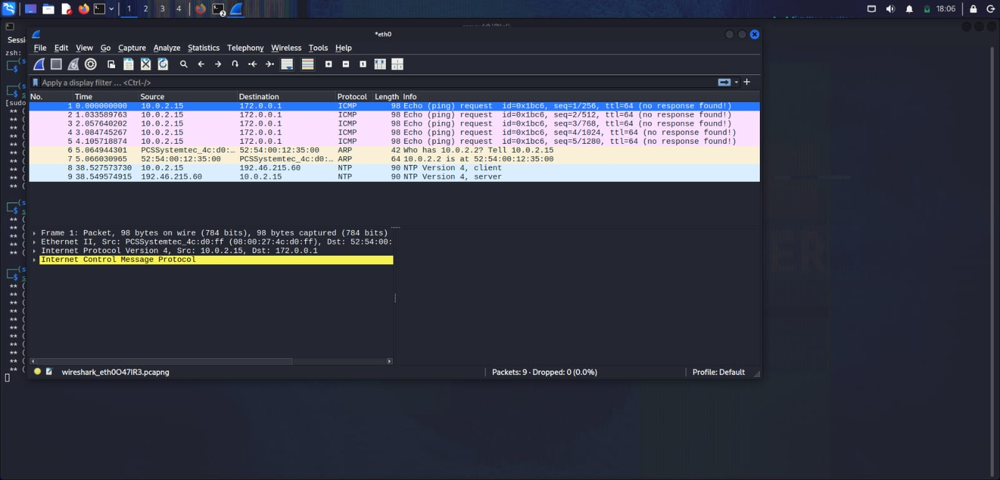 1 2 3 4 2 18:06
Sessi
*eth0
File Edit View Go Capture Analyze Statistics Telephony Wireless Tools Help
zsh:
Apply a display filter … <Ctrl-/>
No. Time Source Destination Protocol Length Info
1 0.000000000 10.0.2.15 172.0.0.1 ICMP 98 Echo (ping) request id=0x1bc6, seq=1/256, ttl=64 (no response found!)
2 1.033589763 10.0.2.15 172.0.0.1 ICMP 98 Echo (ping) request id=0x1bc6, seq=2/512, ttl=64 (no response found!)
3 2.057640202 10.0.2.15 172.0.0.1 ICMP 98 Echo (ping) request id=0x1bc6, seq=3/768, ttl=64 (no response found!)
4 3.084745267 10.0.2.15 172.0.0.1 ICMP 98 Echo (ping) request id=0x1bc6, seq=4/1024, ttl=64 (no response found!)
5 4.105718874 10.0.2.15 172.0.0.1 ICMP 98 Echo (ping) request id=0x1bc6, seq=5/1280, ttl=64 (no response found!)
6 5.064944301 PCSSystemtec_4c:d0:… 52:54:00:12:35:00 ARP 42 Who has 10.0.2.2? Tell 10.0.2.15
7 5.066030965 52:54:00:12:35:00 PCSSystemtec_4c:d0:… ARP 64 10.0.2.2 is at 52:54:00:12:35:00
8 38.527573730 10.0.2.15 192.46.215.60 NTP 90 NTP Version 4, client
9 38.549574915 192.46.215.60 10.0.2.15 NTP 90 NTP Version 4, server
[sudo
Frame 1: Packet, 98 bytes on wire (784 bits), 98 bytes captured (784 bits)
Ethernet II, Src: PCSSystemtec_4c:d0:ff (08:00:27:4c:d0:ff), Dst: 52:54:00:
Internet Protocol Version 4, Src: 10.0.2.15, Dst: 172.0.0.1
Internet Control Message Protocol
wireshark_eth0O47IR3.pcapng Packets: 9 · Dropped: 0 (0.0%) Profile: Default